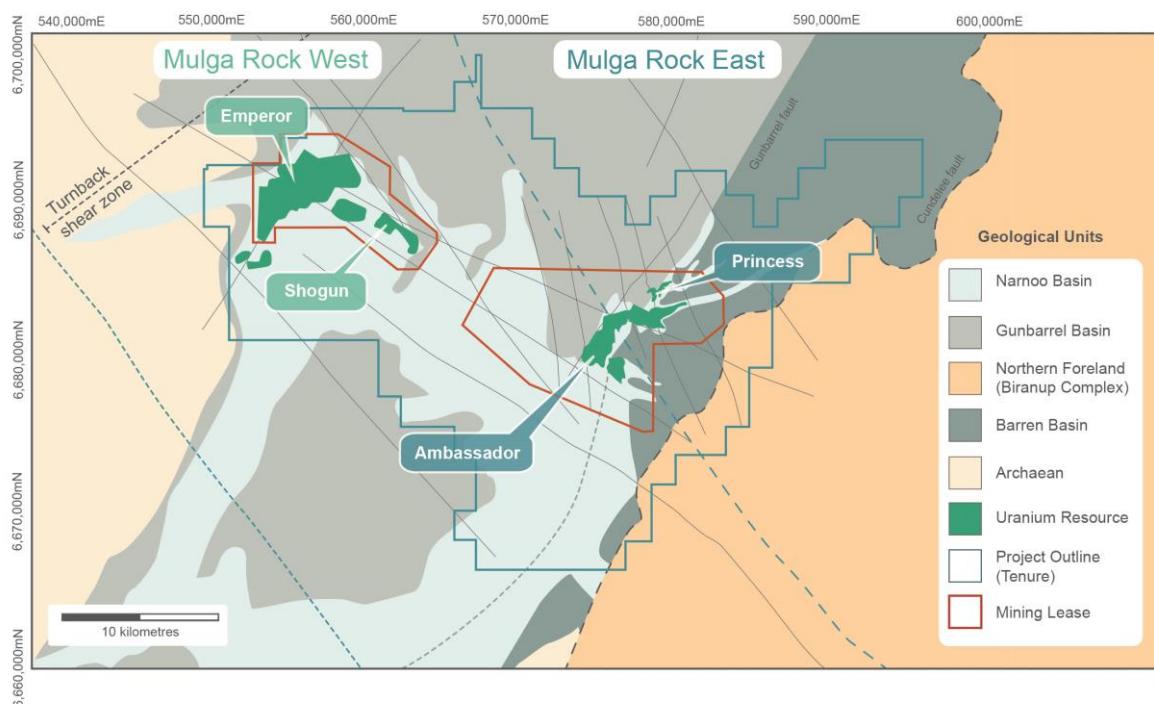 540,000mE
550,000mE
560,000mE
570,000mE
580,000mE
590,000mE
600,000mE
6,700,000mN
6,690,000mN
6,680,000mN
6,670,000mN
6,660,000mN
Mulga Rock West
Mulga Rock East
Emperor
Turnback
shear zone
Shogun
Gunbarrel fault
Cundelee fault
Princess
Ambassador
10 kilometres
Geological Units
Narnoo Basin
Gunbarrel Basin
Northern Foreland
(Biranup Complex)
Barren Basin
Archaean
Uranium Resource
Project Outline
(Tenure)
Mining Lease